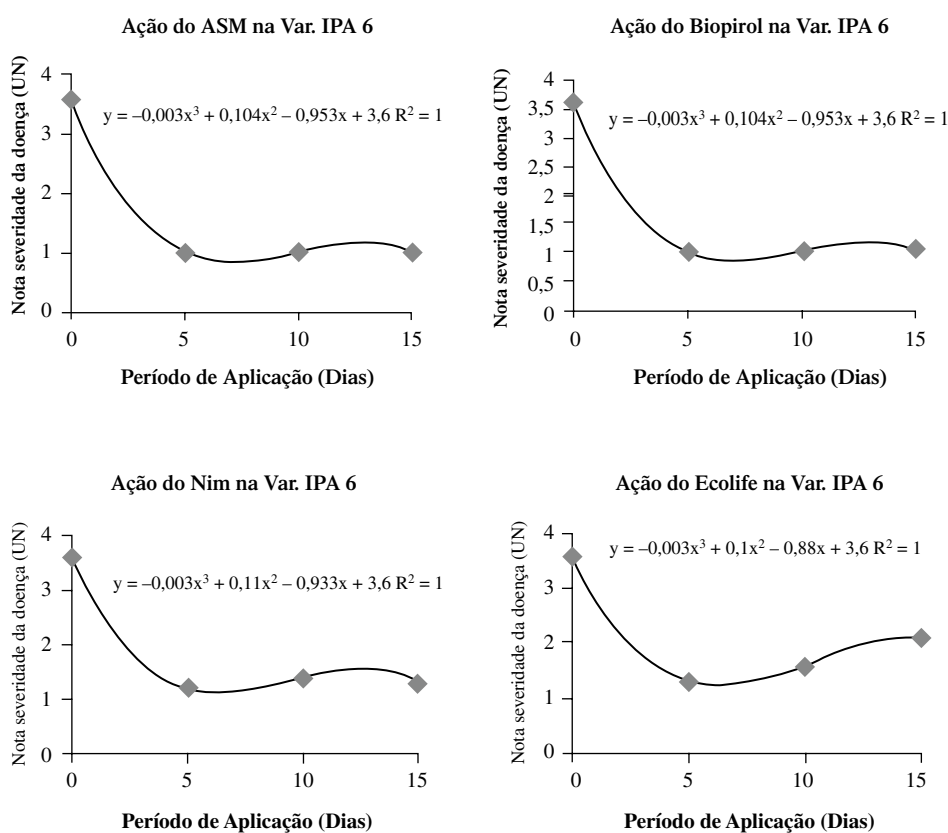 Ação do ASM na Var. IPA 6
Nota severidade da doença (UN)
4
3
2
1
0
y = –0,003x³ + 0,104x² – 0,953x + 3,6 R² = 1
0 5 10 15
Período de Aplicação (Dias)
Ação do Biopirol na Var. IPA 6
Nota severidade da doença (UN)
4
3,5
3
2,5
2
1,5
1
0,5
0
y = –0,003x³ + 0,104x² – 0,953x + 3,6 R² = 1
0 5 10 15
Período de Aplicação (Dias)
Ação do Nim na Var. IPA 6
Nota severidade da doença (UN)
4
3
2
1
0
y = –0,003x³ + 0,11x² – 0,933x + 3,6 R² = 1
0 5 10 15
Período de Aplicação (Dias)
Ação do Ecolife na Var. IPA 6
Nota severidade da doença (UN)
4
3
2
1
0
y = –0,003x³ + 0,1x² – 0,88x + 3,6 R² = 1
0 5 10 15
Período de Aplicação (Dias)